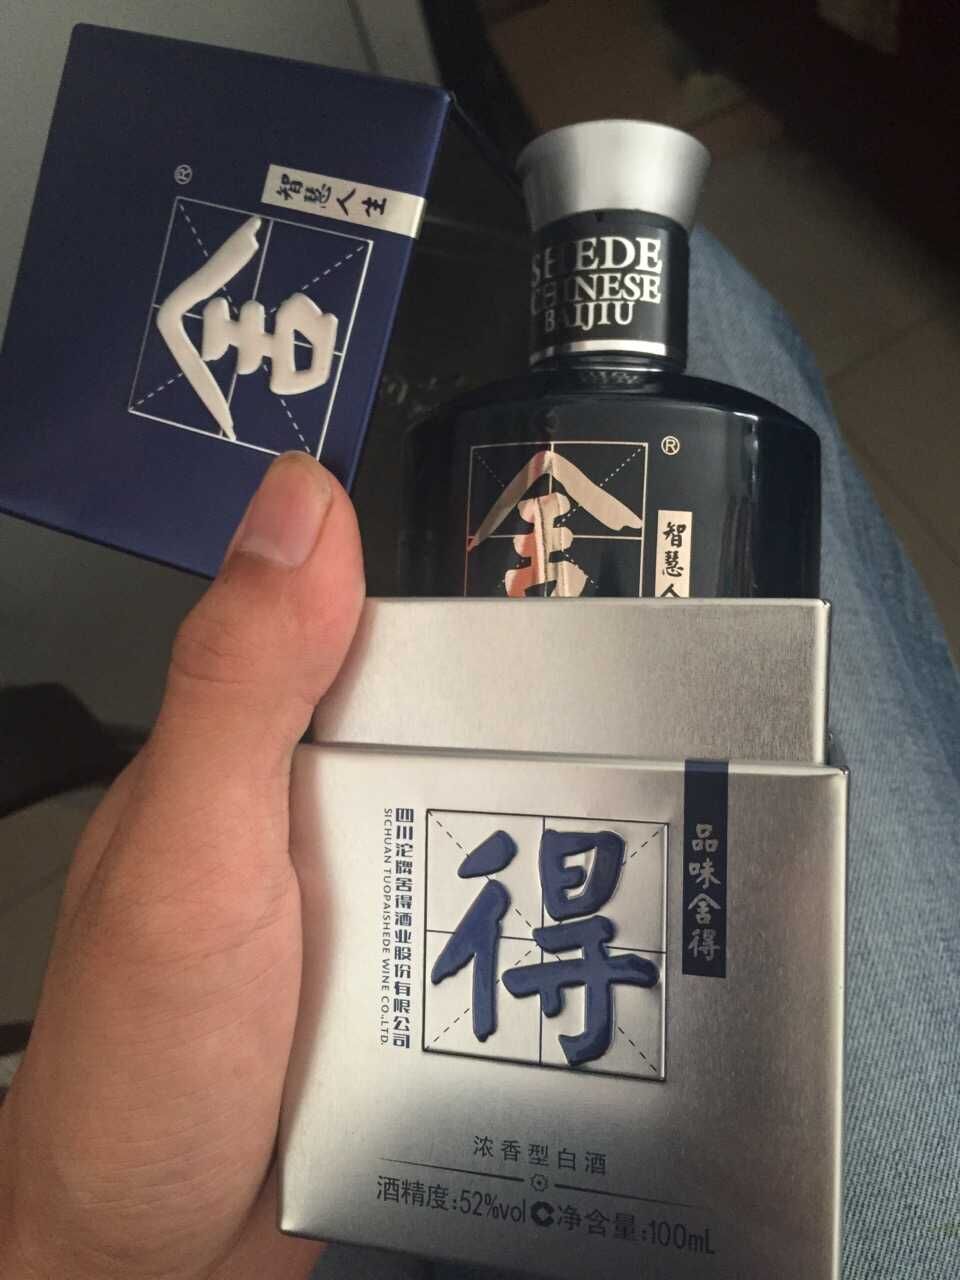 智慧人生
®
舍
SHEDE
CHINESE
BAIJIU
®
舍
智慧人
品味舍得
得
四川沱牌舍得酒业股份有限公司
SICHUAN TUOPAISHEDE WINE CO.,LTD.
浓香型白酒
酒精度:52%vol 净含量:100mL